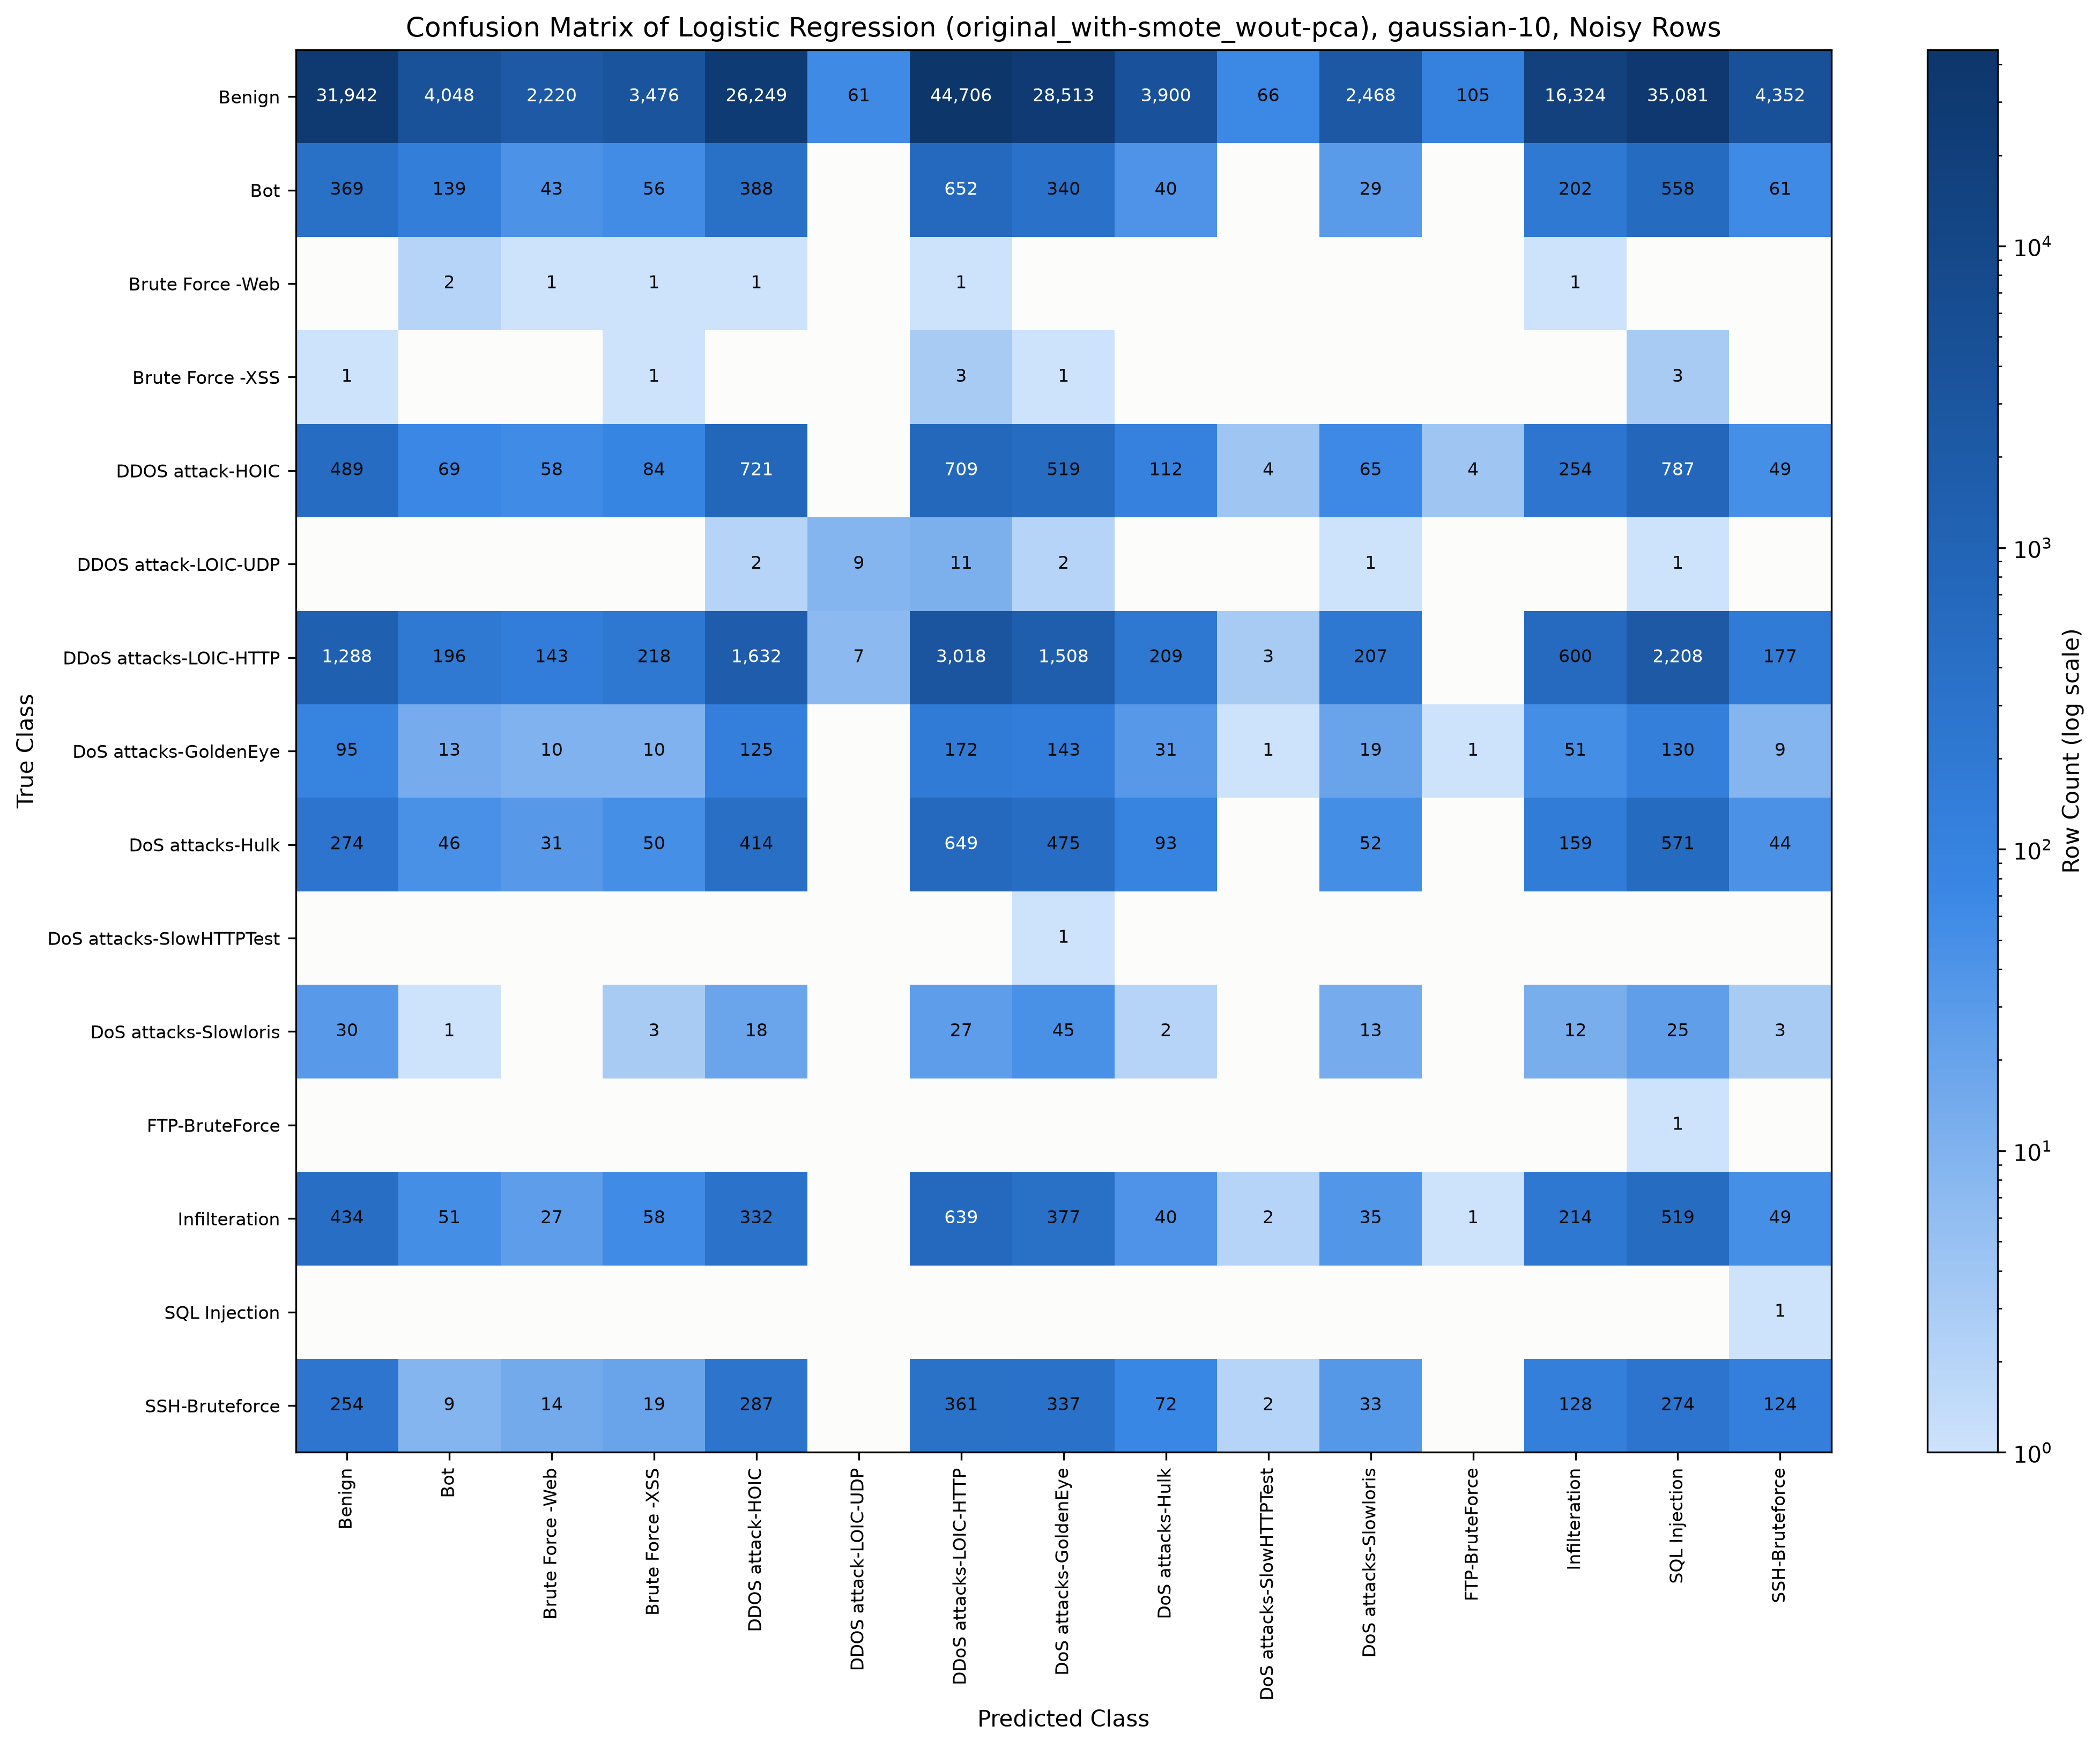 Confusion Matrix of Logistic Regression (original_with-smote_wout-pca), gaussian-10, Noisy Rows
True Class
Benign 31,942 4,048 2,220 3,476 26,249 61 44,706 28,513 3,900 66 2,468 105 16,324 35,081 4,352
Bot 369 139 43 56 388 652 340 40 29 202 558 61
Brute Force -Web 2 1 1 1 1 1
Brute Force -XSS 1 1 3 1 3
DDOS attack-HOIC 489 69 58 84 721 709 519 112 4 65 4 254 787 49
DDOS attack-LOIC-UDP 2 9 11 2 1 1
DDoS attacks-LOIC-HTTP 1,288 196 143 218 1,632 7 3,018 1,508 209 3 207 600 2,208 177
DoS attacks-GoldenEye 95 13 10 10 125 172 143 31 1 19 1 51 130 9
DoS attacks-Hulk 274 46 31 50 414 649 475 93 52 159 571 44
DoS attacks-SlowHTTPTest 1
DoS attacks-Slowloris 30 1 3 18 27 45 2 13 12 25 3
FTP-BruteForce 1
Infilteration 434 51 27 58 332 639 377 40 2 35 1 214 519 49
SQL Injection 1
SSH-Bruteforce 254 9 14 19 287 361 337 72 2 33 128 274 124
Benign
Bot
Brute Force -Web
Brute Force -XSS
DDOS attack-HOIC
DDOS attack-LOIC-UDP
DDoS attacks-LOIC-HTTP
DoS attacks-GoldenEye
DoS attacks-Hulk
DoS attacks-SlowHTTPTest
DoS attacks-Slowloris
FTP-BruteForce
Infilteration
SQL Injection
SSH-Bruteforce
Predicted Class
10⁴
10³
10²
10¹
10⁰
Row Count (log scale)